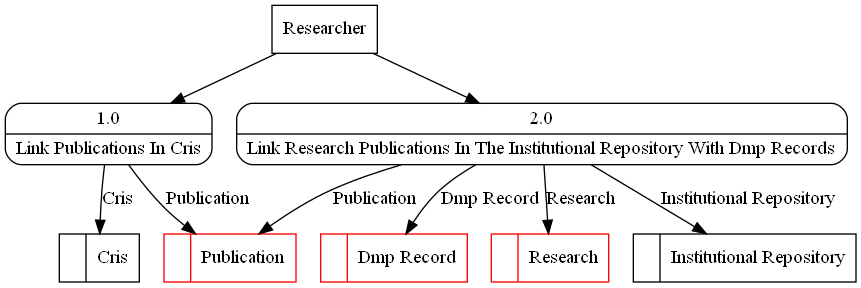 Researcher
1.0
Link Publications In Cris
2.0
Link Research Publications In The Institutional Repository With Dmp Records
Cris
Publication
Publication
Dmp Record
Research
Institutional Repository
Cris
Publication
Dmp Record
Research
Institutional Repository